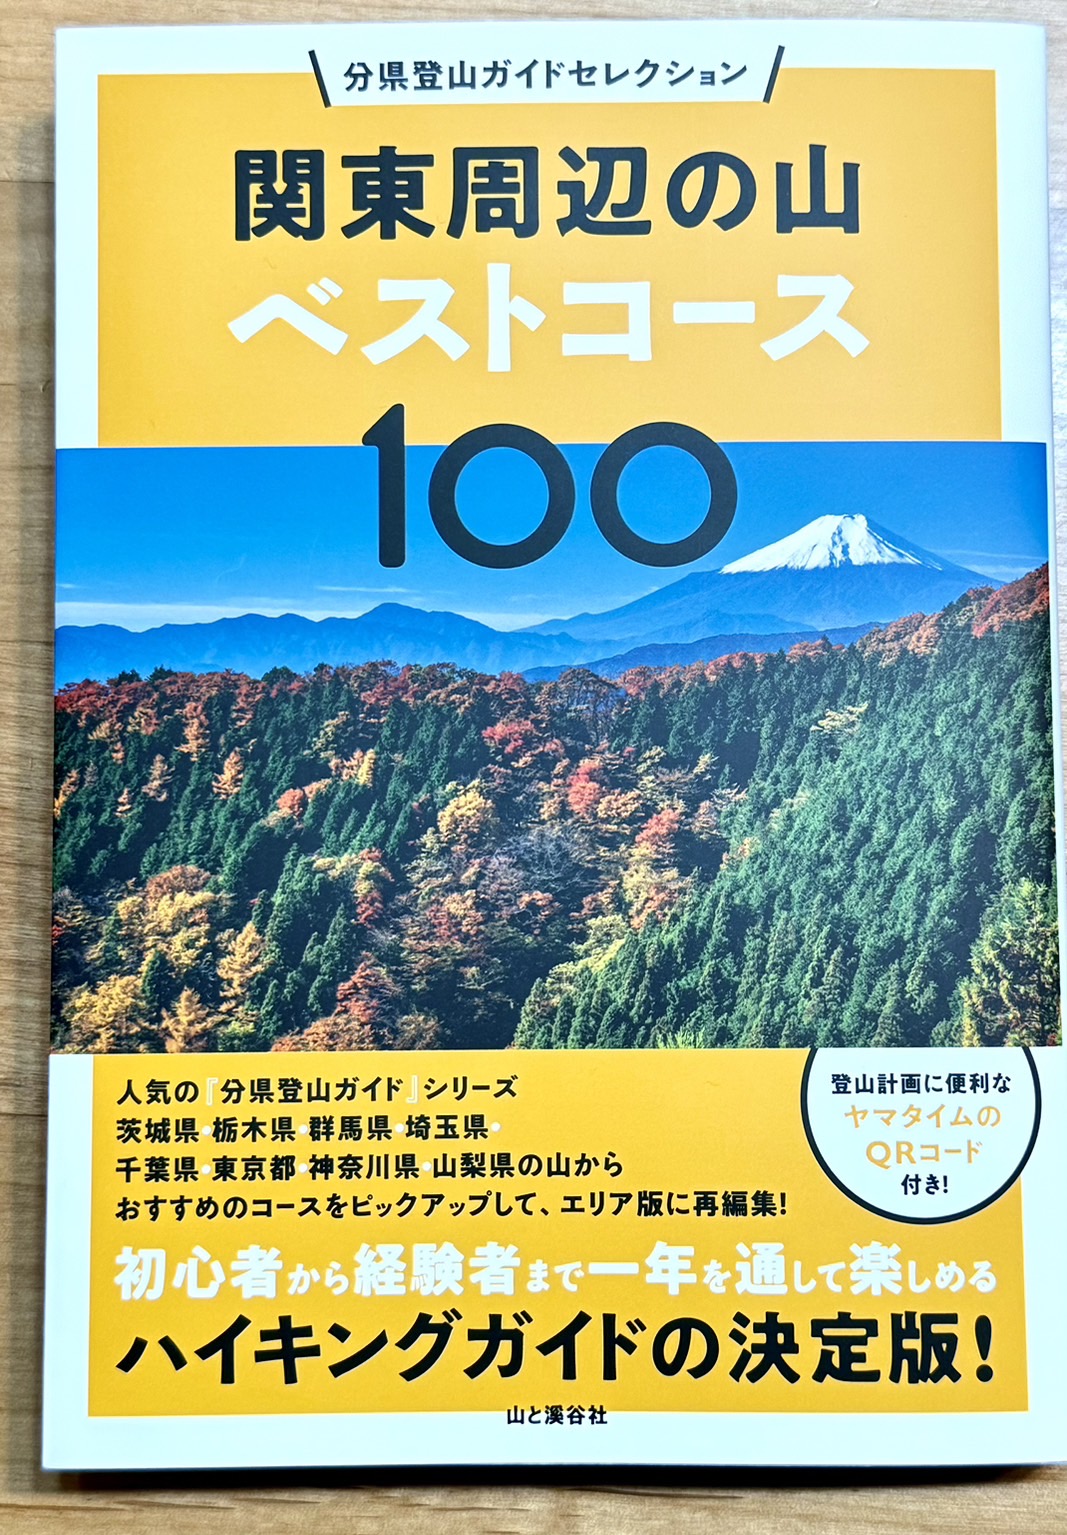 分県登山ガイドセレクション
関東周辺の山
ベストコース
100
人気の『分県登山ガイド』シリーズ
茨城県・栃木県・群馬県・埼玉県・
千葉県・東京都・神奈川県・山梨県の山から
おすすめのコースをピックアップして、エリア版に再編集!
登山計画に便利な
ヤマタイムの
QRコード
付き!
初心者から経験者まで一年を通して楽しめる
ハイキングガイドの決定版!
山と溪谷社